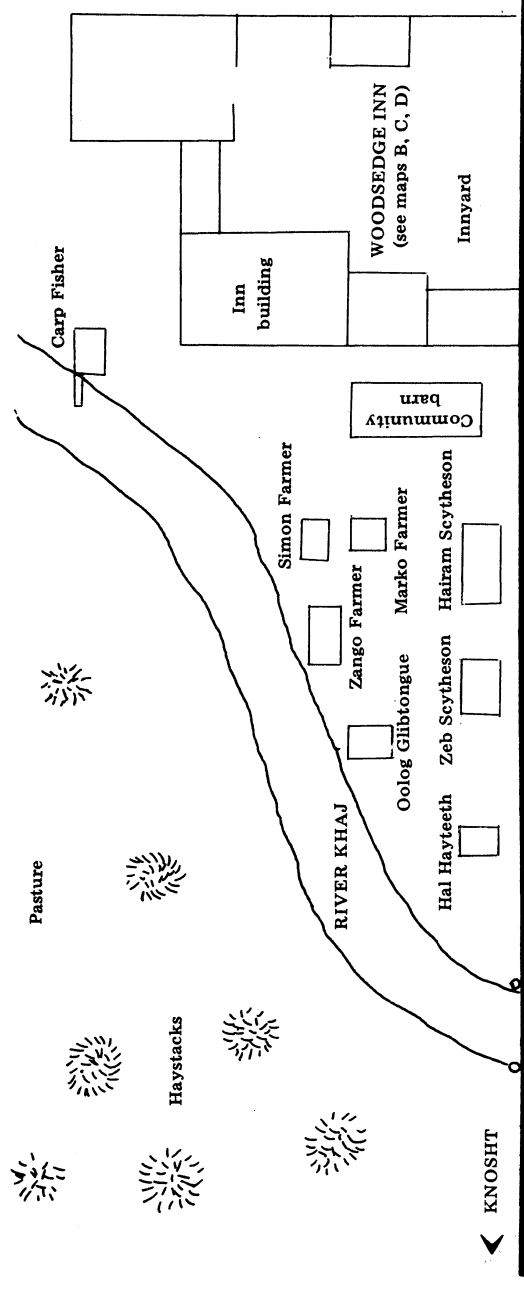 Carp Fisher
WOODSEDGE INN
(see maps B, C, D)
Innyard
Inn
building
Community
barn
Simon Farmer
Marko Farmer
Hairam Scytheson
Zango Farmer
Oolog Glibtongue
Zeb Scytheson
Hal Hayteeth
RIVER KHAJ
Pasture
Haystacks
KNOSHT